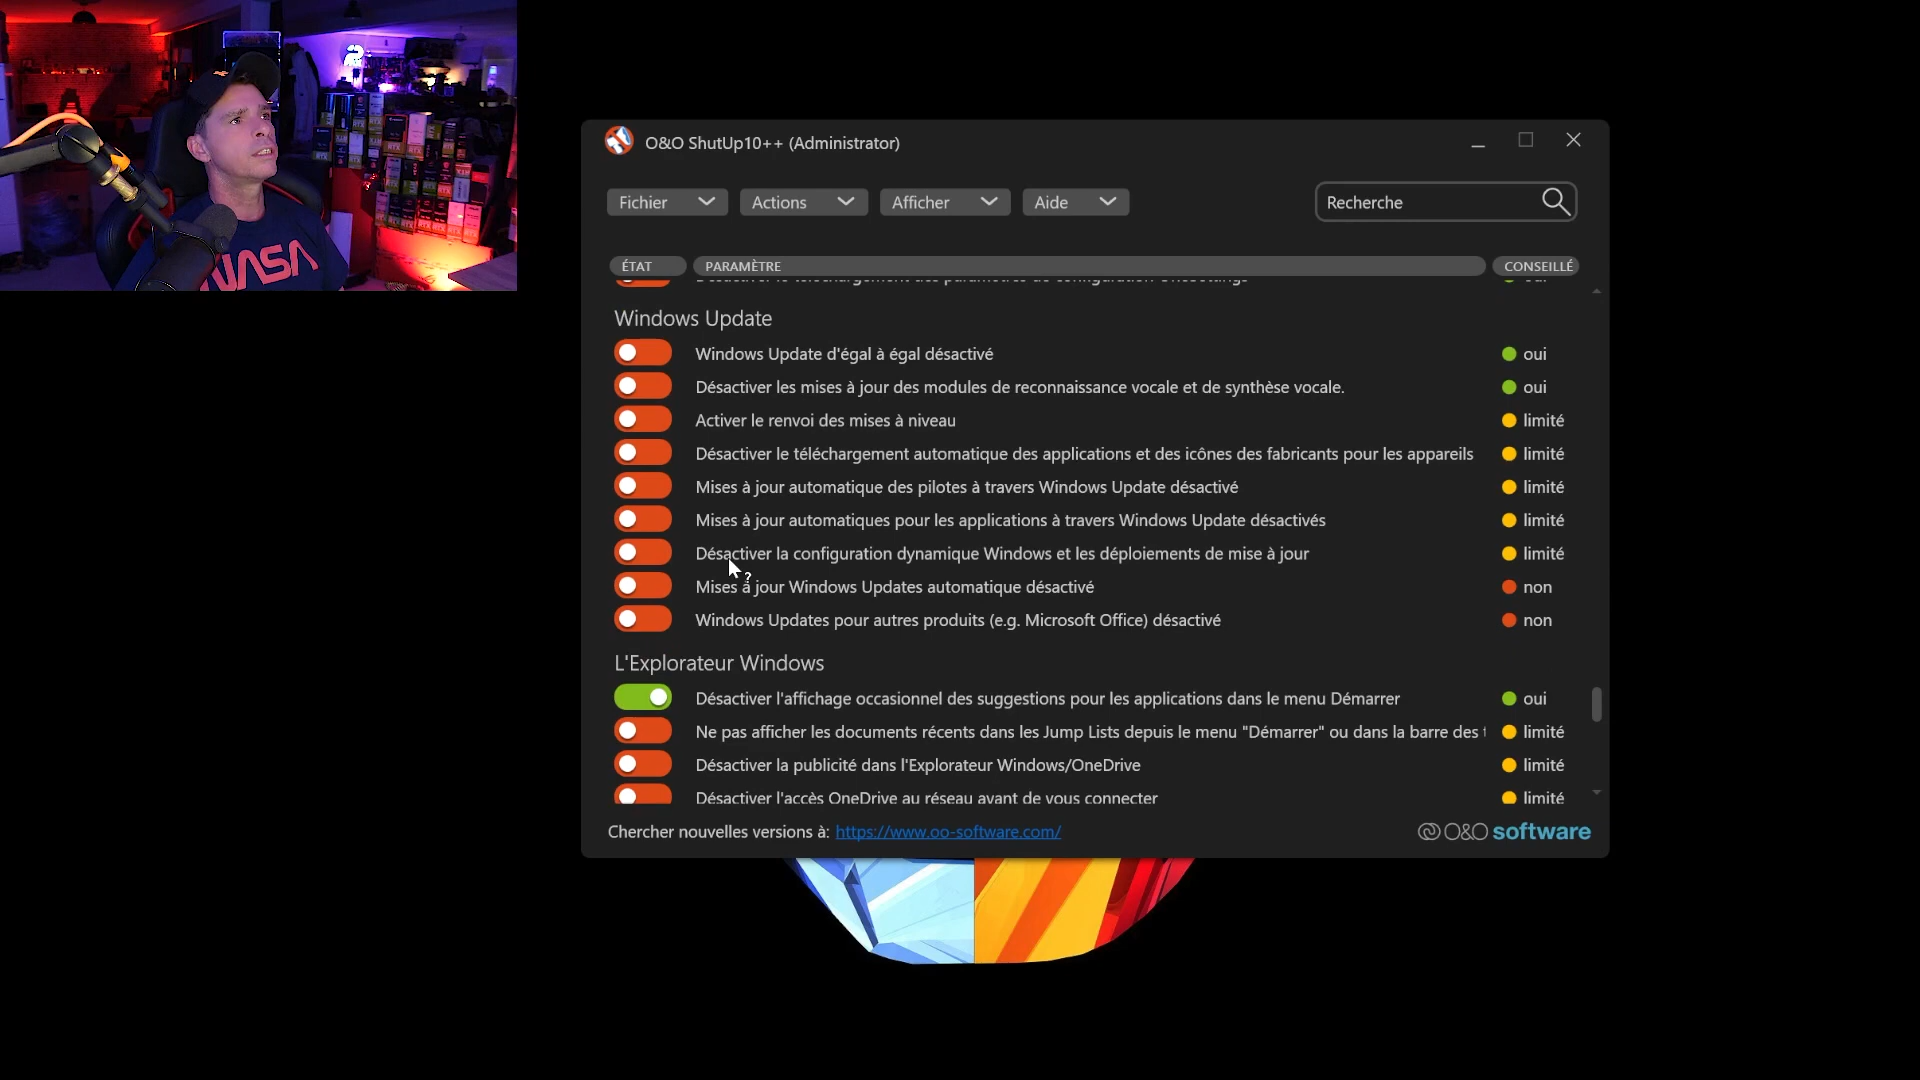 NASA
O&O ShutUp10++ (Administrator)
Fichier
Actions
Afficher
Aide
Recherche
ÉTAT
PARAMÈTRE
CONSEILLÉ
Windows Update
Windows Update d'égal à égal désactivé
oui
Désactiver les mises à jour des modules de reconnaissance vocale et de synthèse vocale.
oui
Activer le renvoi des mises à niveau
limité
Désactiver le téléchargement automatique des applications et des icônes des fabricants pour les appareils
limité
Mises à jour automatique des pilotes à travers Windows Update désactivé
limité
Mises à jour automatiques pour les applications à travers Windows Update désactivés
limité
Désactiver la configuration dynamique Windows et les déploiements de mise à jour
limité
Mises à jour Windows Updates automatique désactivé
non
Windows Updates pour autres produits (e.g. Microsoft Office) désactivé
non
L'Explorateur Windows
Désactiver l'affichage occasionnel des suggestions pour les applications dans le menu Démarrer
oui
Ne pas afficher les documents récents dans les Jump Lists depuis le menu "Démarrer" ou dans la barre des
limité
Désactiver la publicité dans l'Explorateur Windows/OneDrive
limité
Désactiver l'accès OneDrive au réseau avant de vous connecter
limité
Chercher nouvelles versions à: https://www.oo-software.com/
O&O software